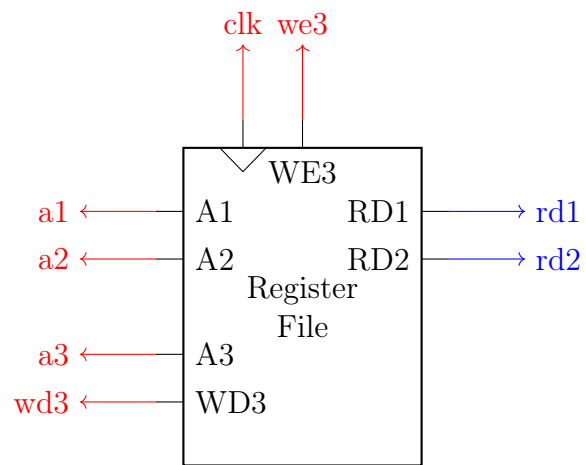 clk we3
WE3
a1 A1 RD1 rd1
a2 A2 RD2 rd2
Register
File
a3 A3
wd3 WD3